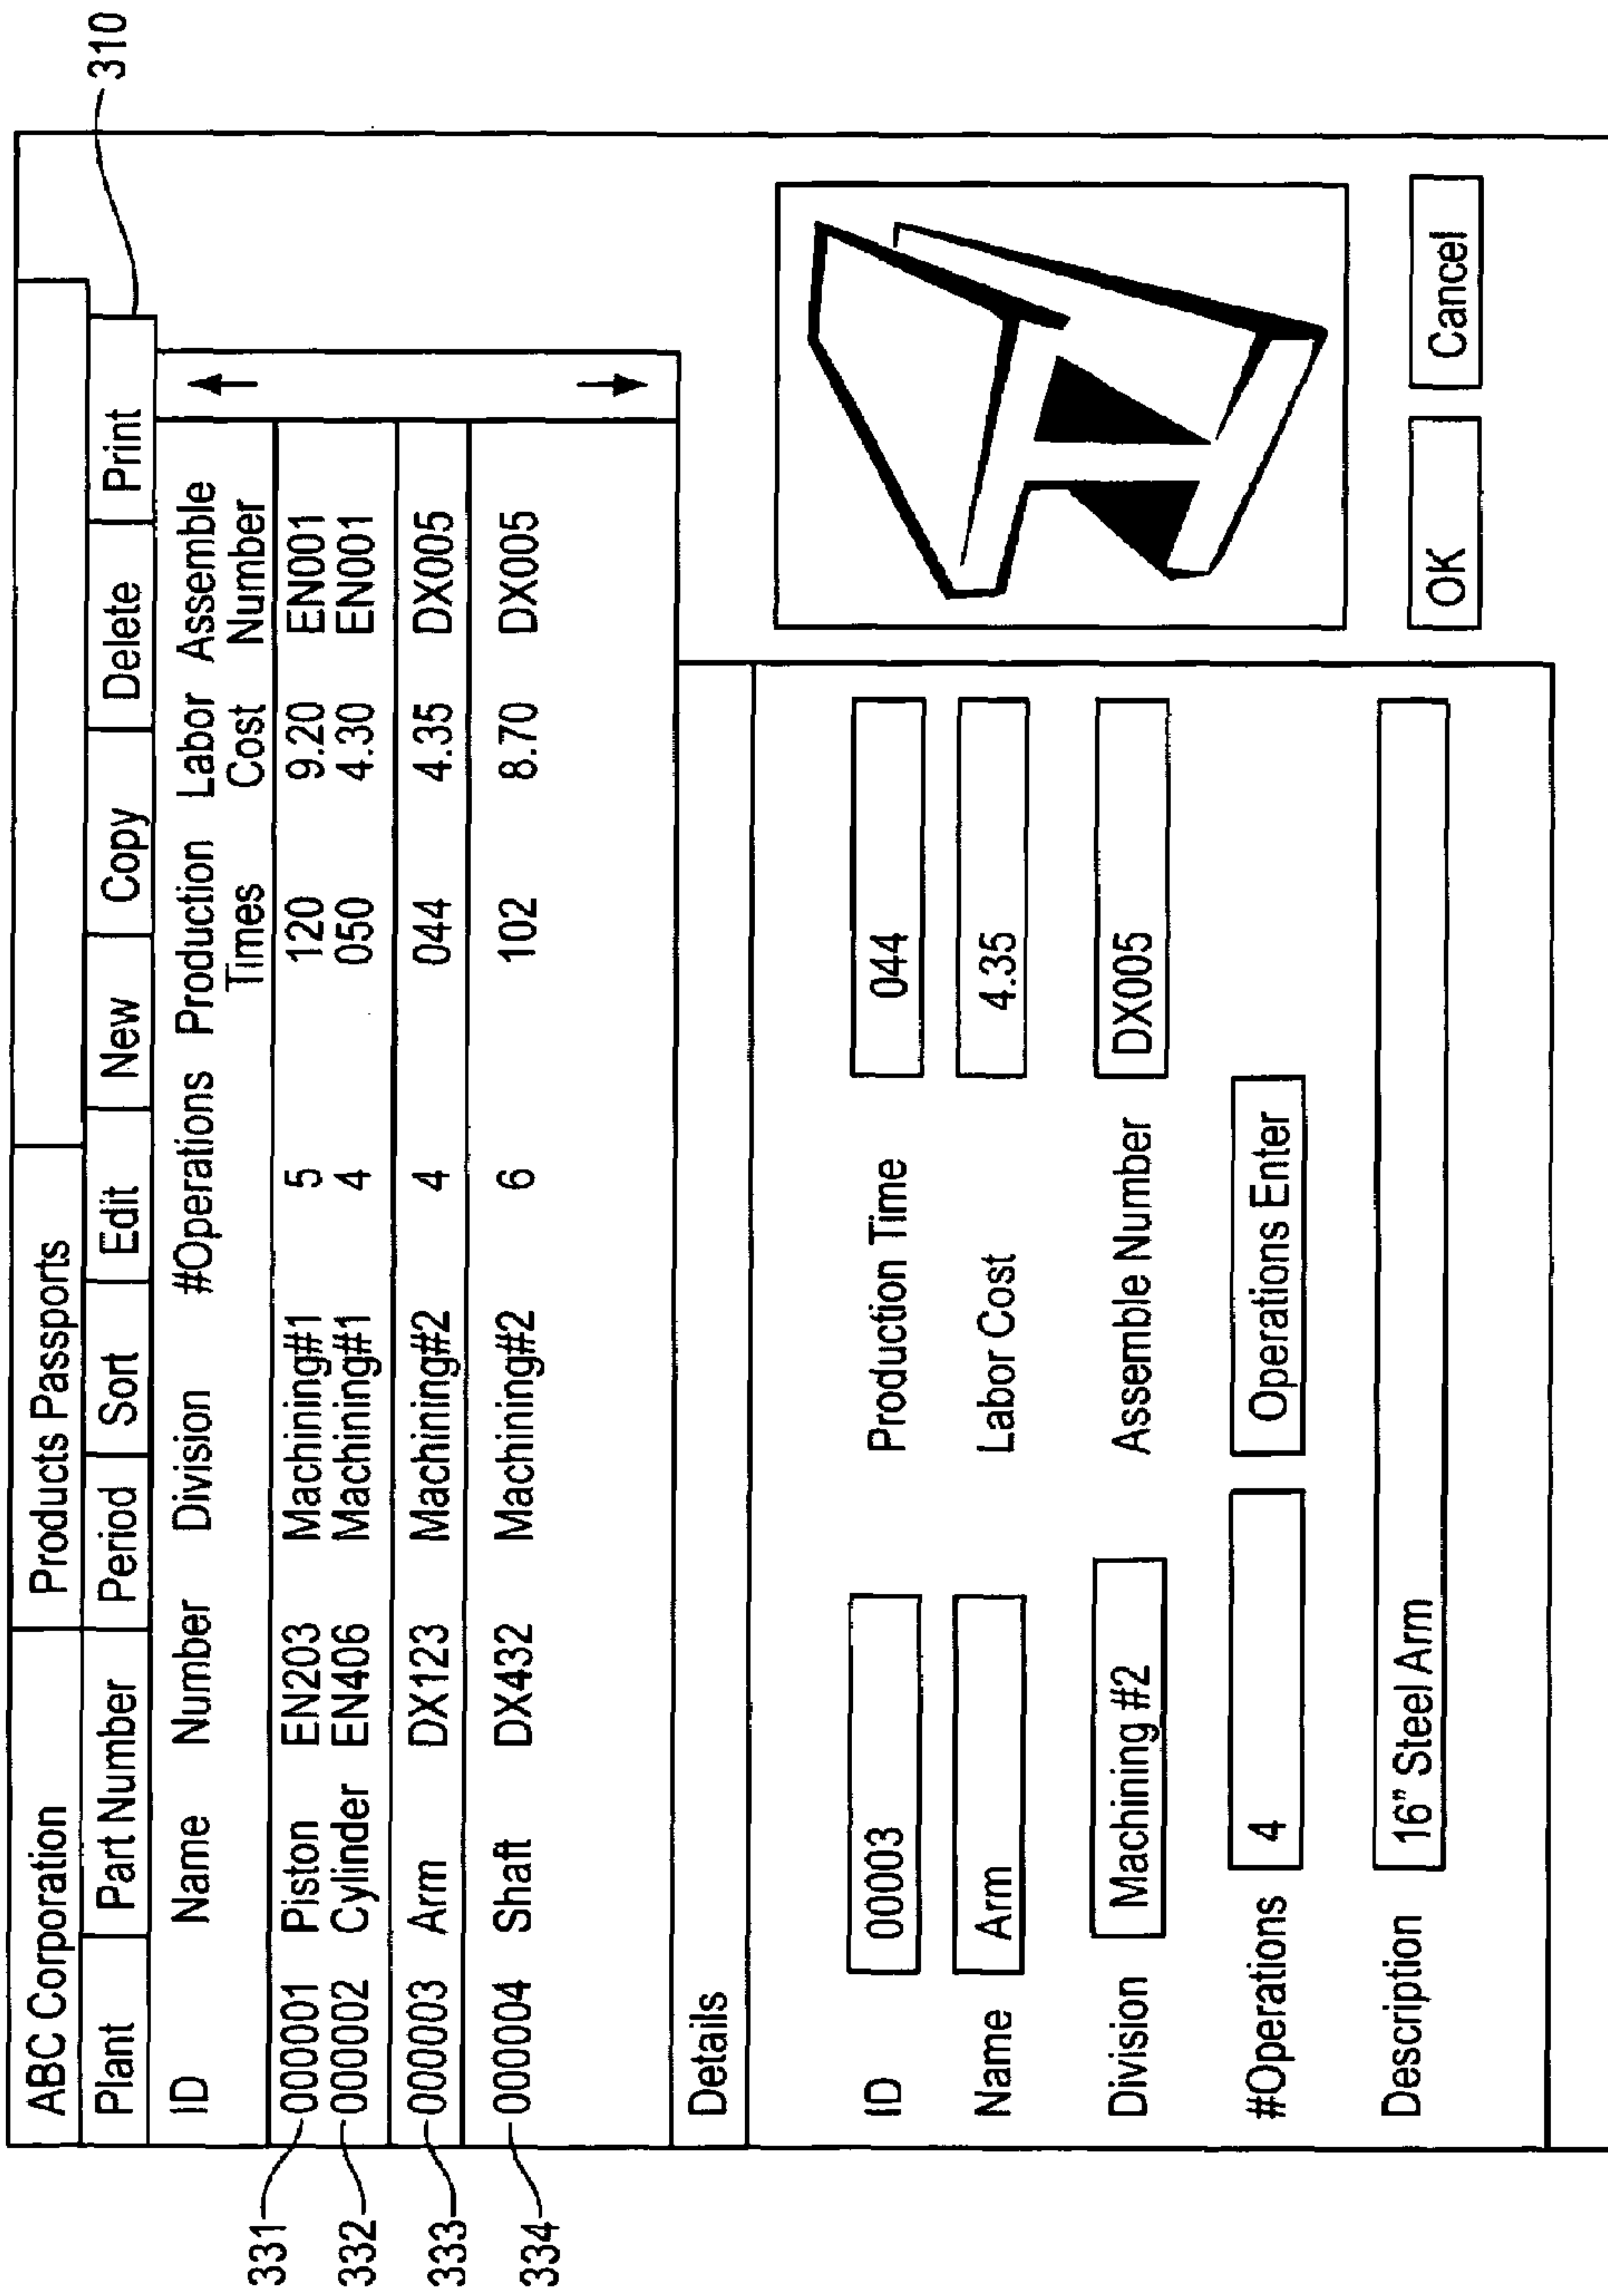 310
ABC Corporation Products Passports
Plant Part Number Period Sort Edit New Copy Delete Print
ID Name Number Division #Operations Production Times Labor Cost Assemble Number
331 000001 Piston EN203 Machining#1 5 120 9.20 EN001
332 000002 Cylinder EN406 Machining#1 4 050 4.30 EN001
333 000003 Arm DX123 Machining#2 4 044 4.35 DX005
334 000004 Shaft DX432 Machining#2 6 102 8.70 DX005
Details
ID 00003 Production Time 044
Name Arm Labor Cost 4.35
Division Machining #2 Assemble Number DX005
#Operations 4 Operations Enter
Description 16” Steel Arm
OK Cancel